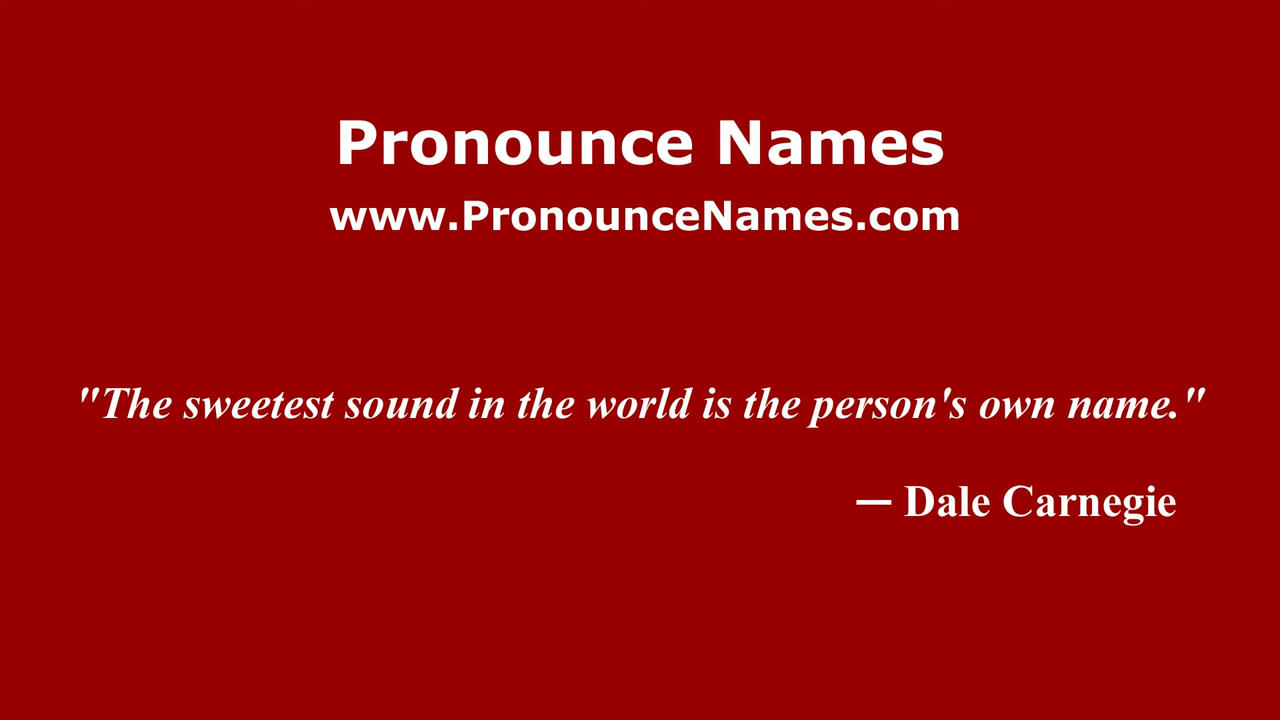 Pronounce Names
www.PronounceNames.com
"The sweetest sound in the world is the person's own name."
— Dale Carnegie